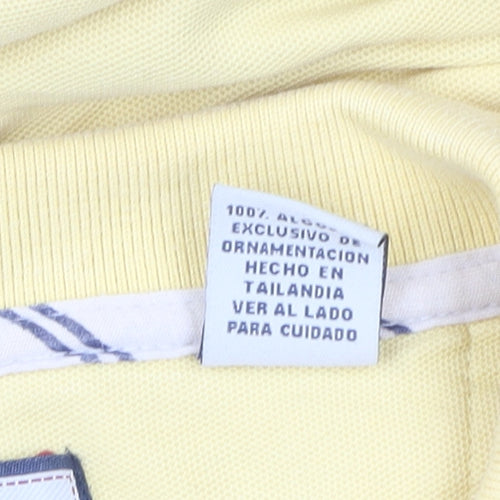 100%
EXCLUSIVO DE
ORNAMENTACION
HECHO EN
TAILANDIA
VER AL LADO
PARA CUIDADO